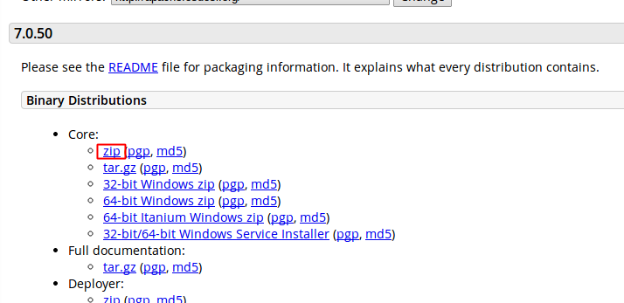 7.0.50
Please see the README file for packaging information. It explains what every distribution contains.
Binary Distributions
Core:
zip (pgp, md5)
tar.gz (pgp, md5)
32-bit Windows zip (pgp, md5)
64-bit Windows zip (pgp, md5)
64-bit Itanium Windows zip (pgp, md5)
32-bit/64-bit Windows Service Installer (pgp, md5)
Full documentation:
tar.gz (pgp, md5)
Deployer:
zip (pgp, md5)